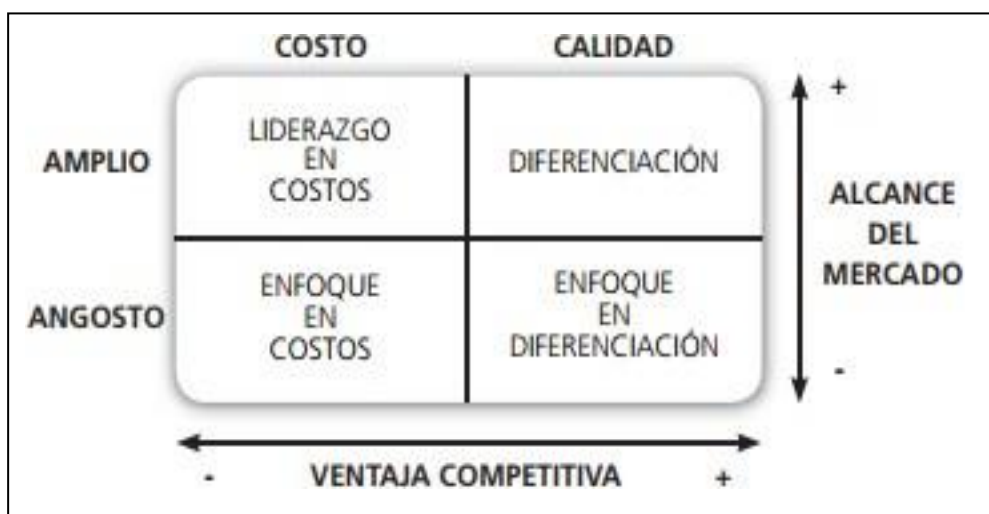 COSTO CALIDAD
AMPLIO
LIDERAZGO
EN
COSTOS
DIFERENCIACIÓN
ANGOSTO
ENFOQUE
EN
COSTOS
ENFOQUE
EN
DIFERENCIACIÓN
+
ALCANCE
DEL
MERCADO
-
- VENTAJA COMPETITIVA +